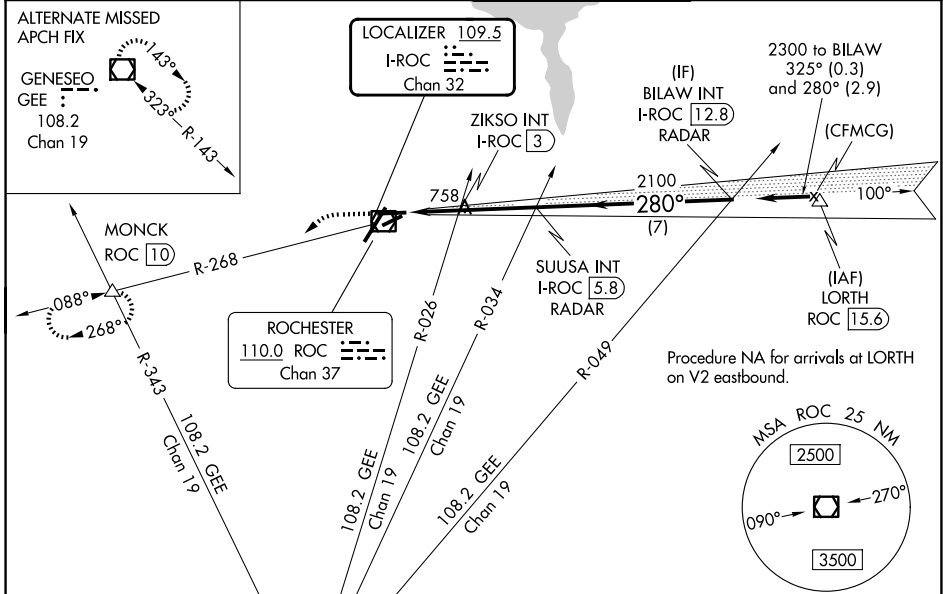 ALTERNATE MISSED
APCH FIX
GENESEO
GEE
108.2
Chan 19
143°
323°
R-143
LOCALIZER 109.5
I-ROC
Chan 32
ZIKSO INT
I-ROC 3
(IF)
BILAW INT
I-ROC 12.8
RADAR
2300 to BILAW
325° (0.3)
and 280° (2.9)
(CFMCG)
758
2100
280°
(7)
100°
MONCK
ROC 10
R-268
088°
268°
SUUSA INT
I-ROC 5.8
RADAR
(IAF)
LORTH
ROC 15.6
ROCHESTER
110.0 ROC
Chan 37
R-026
R-034
R-049
R-343
108.2 GEE
Chan 19
108.2 GEE
Chan 19
108.2 GEE
Chan 19
108.2 GEE
Chan 19
Procedure NA for arrivals at LORTH
on V2 eastbound.
MSA ROC 25 NM
2500
090°
270°
3500